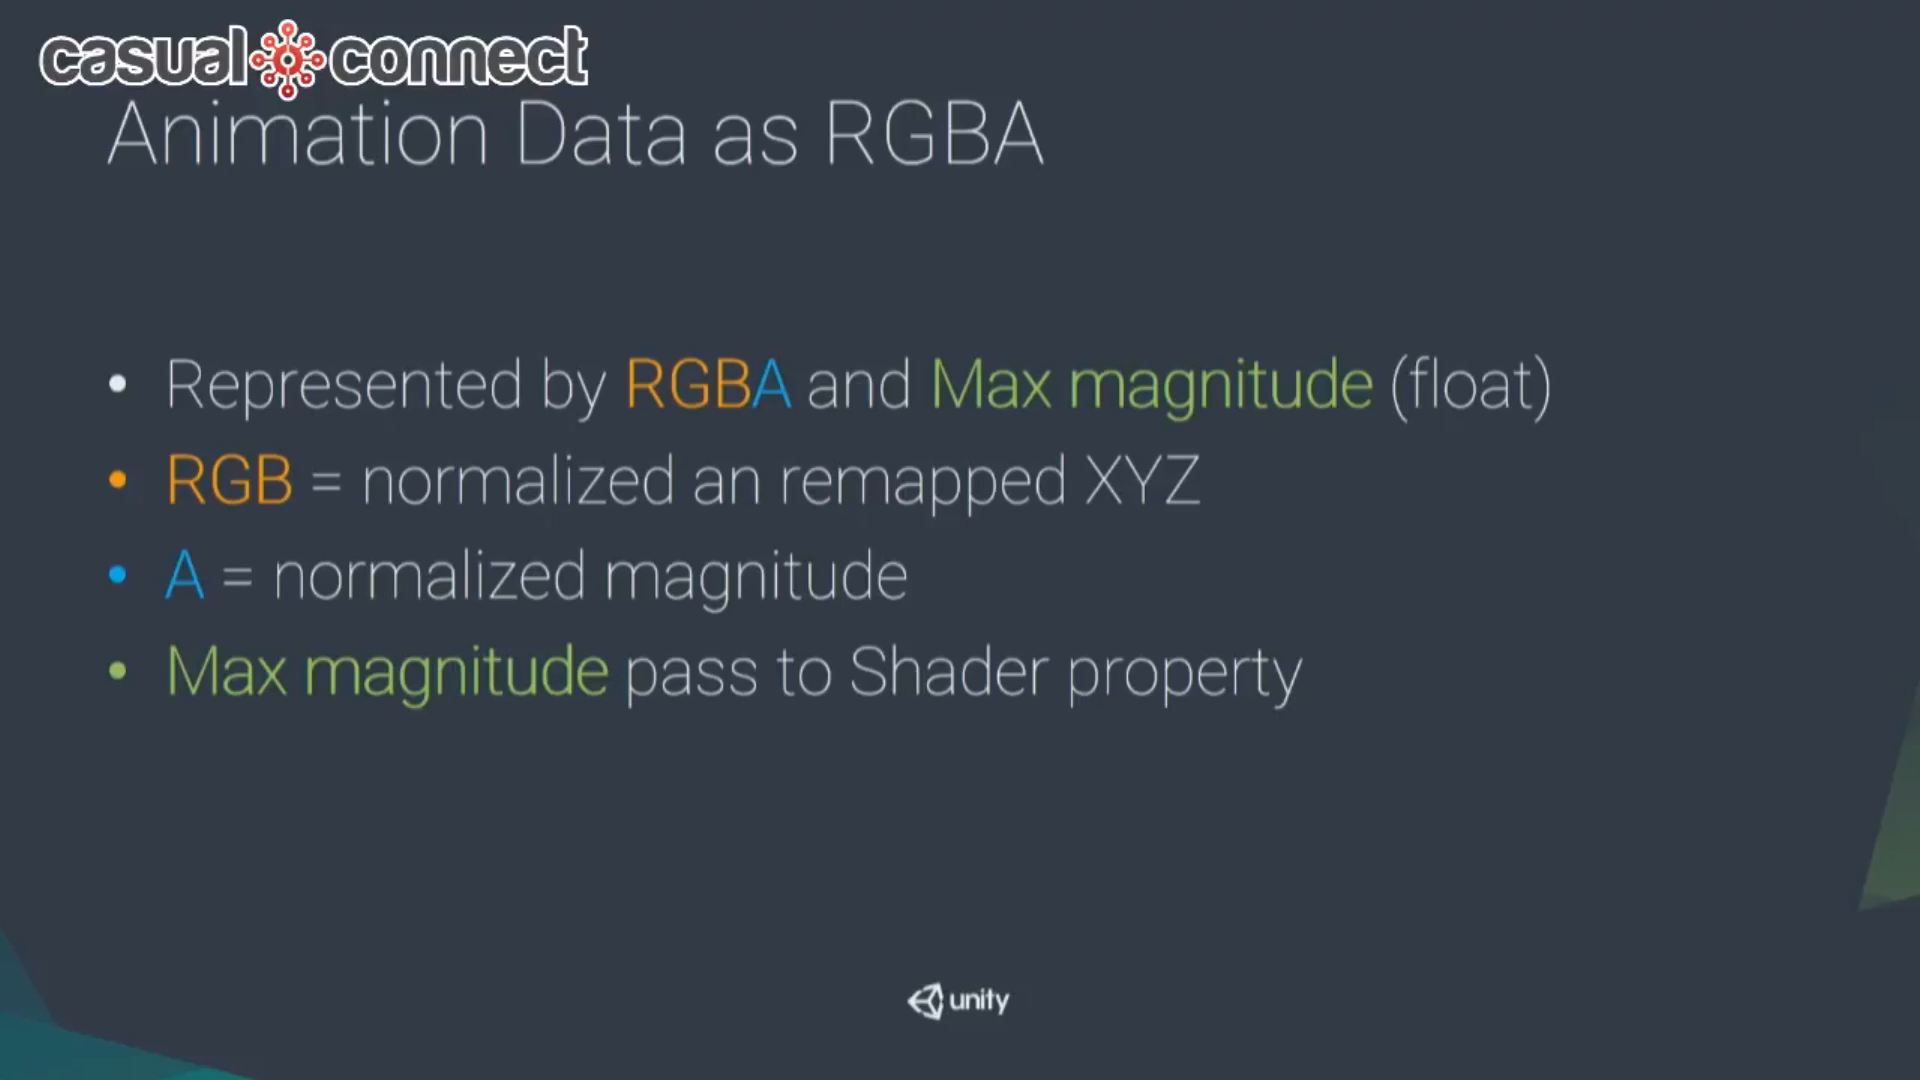 casual connect
Animation Data as RGBA
• Represented by RGBA and Max magnitude (float)
• RGB = normalized an remapped XYZ
• A = normalized magnitude
• Max magnitude pass to Shader property
unity